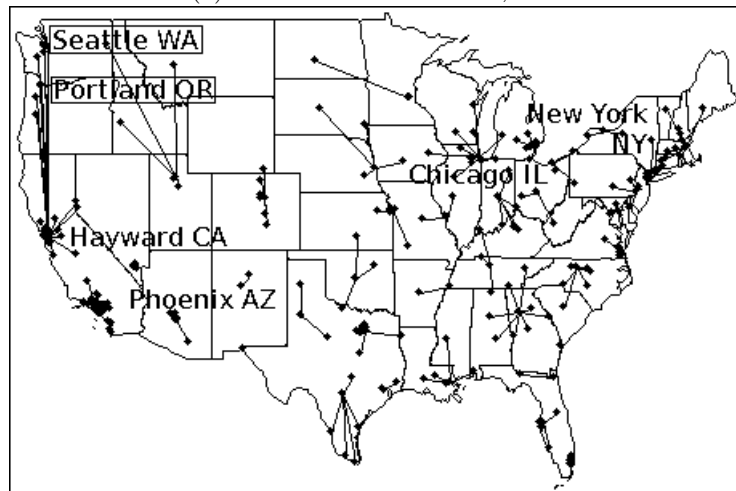 Seattle WA
Portland OR
New York
NY
Chicago IL
Hayward CA
Phoenix AZ